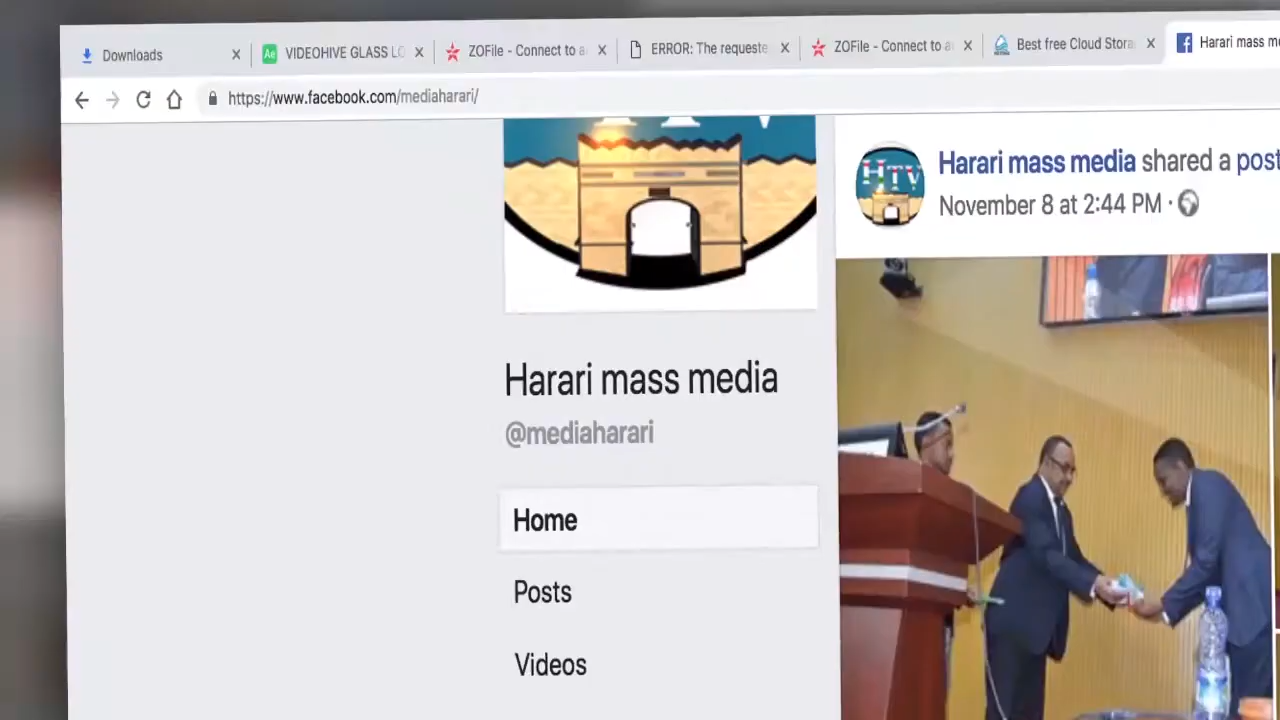 Downloads
VIDEOHIVE GLASS LO
ZOFile - Connect to a
ERROR: The requeste
ZOFile - Connect to a
Best free Cloud Stora
Harari mass me
https://www.facebook.com/mediaharari/
Harari mass media shared a post
HTV
November 8 at 2:44 PM ·
Harari mass media
@mediaharari
Home
Posts
Videos